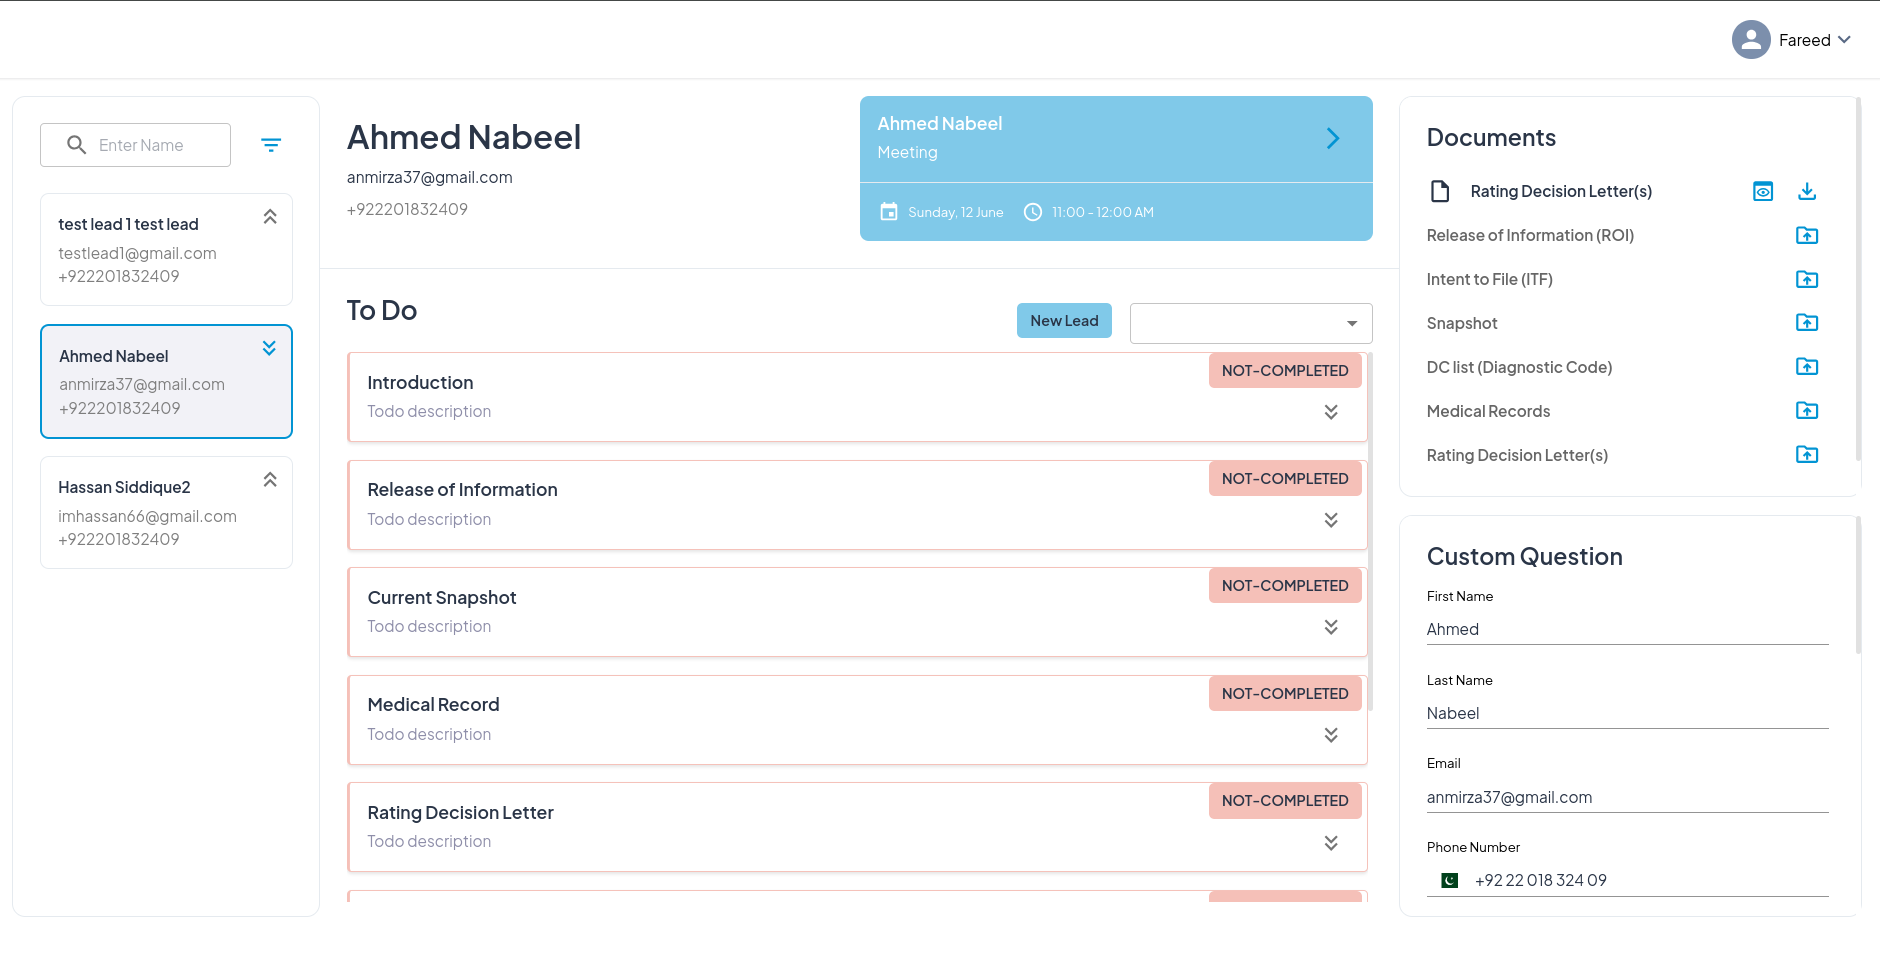 Fareed
Enter Name
test lead 1 test lead
testlead1@gmail.com
+922201832409
Ahmed Nabeel
anmirza37@gmail.com
+922201832409
Hassan Siddique2
imhassan66@gmail.com
+922201832409
Ahmed Nabeel
anmirza37@gmail.com
+922201832409
Ahmed Nabeel
Meeting
Sunday, 12 June 11:00 - 12:00 AM
To Do
New Lead
NOT-COMPLETED
Introduction
Todo description
NOT-COMPLETED
Release of Information
Todo description
NOT-COMPLETED
Current Snapshot
Todo description
NOT-COMPLETED
Medical Record
Todo description
NOT-COMPLETED
Rating Decision Letter
Todo description
Documents
Rating Decision Letter(s)
Release of Information (ROI)
Intent to File (ITF)
Snapshot
DC list (Diagnostic Code)
Medical Records
Rating Decision Letter(s)
Custom Question
First Name
Ahmed
Last Name
Nabeel
Email
anmirza37@gmail.com
Phone Number
+92 22 018 324 09